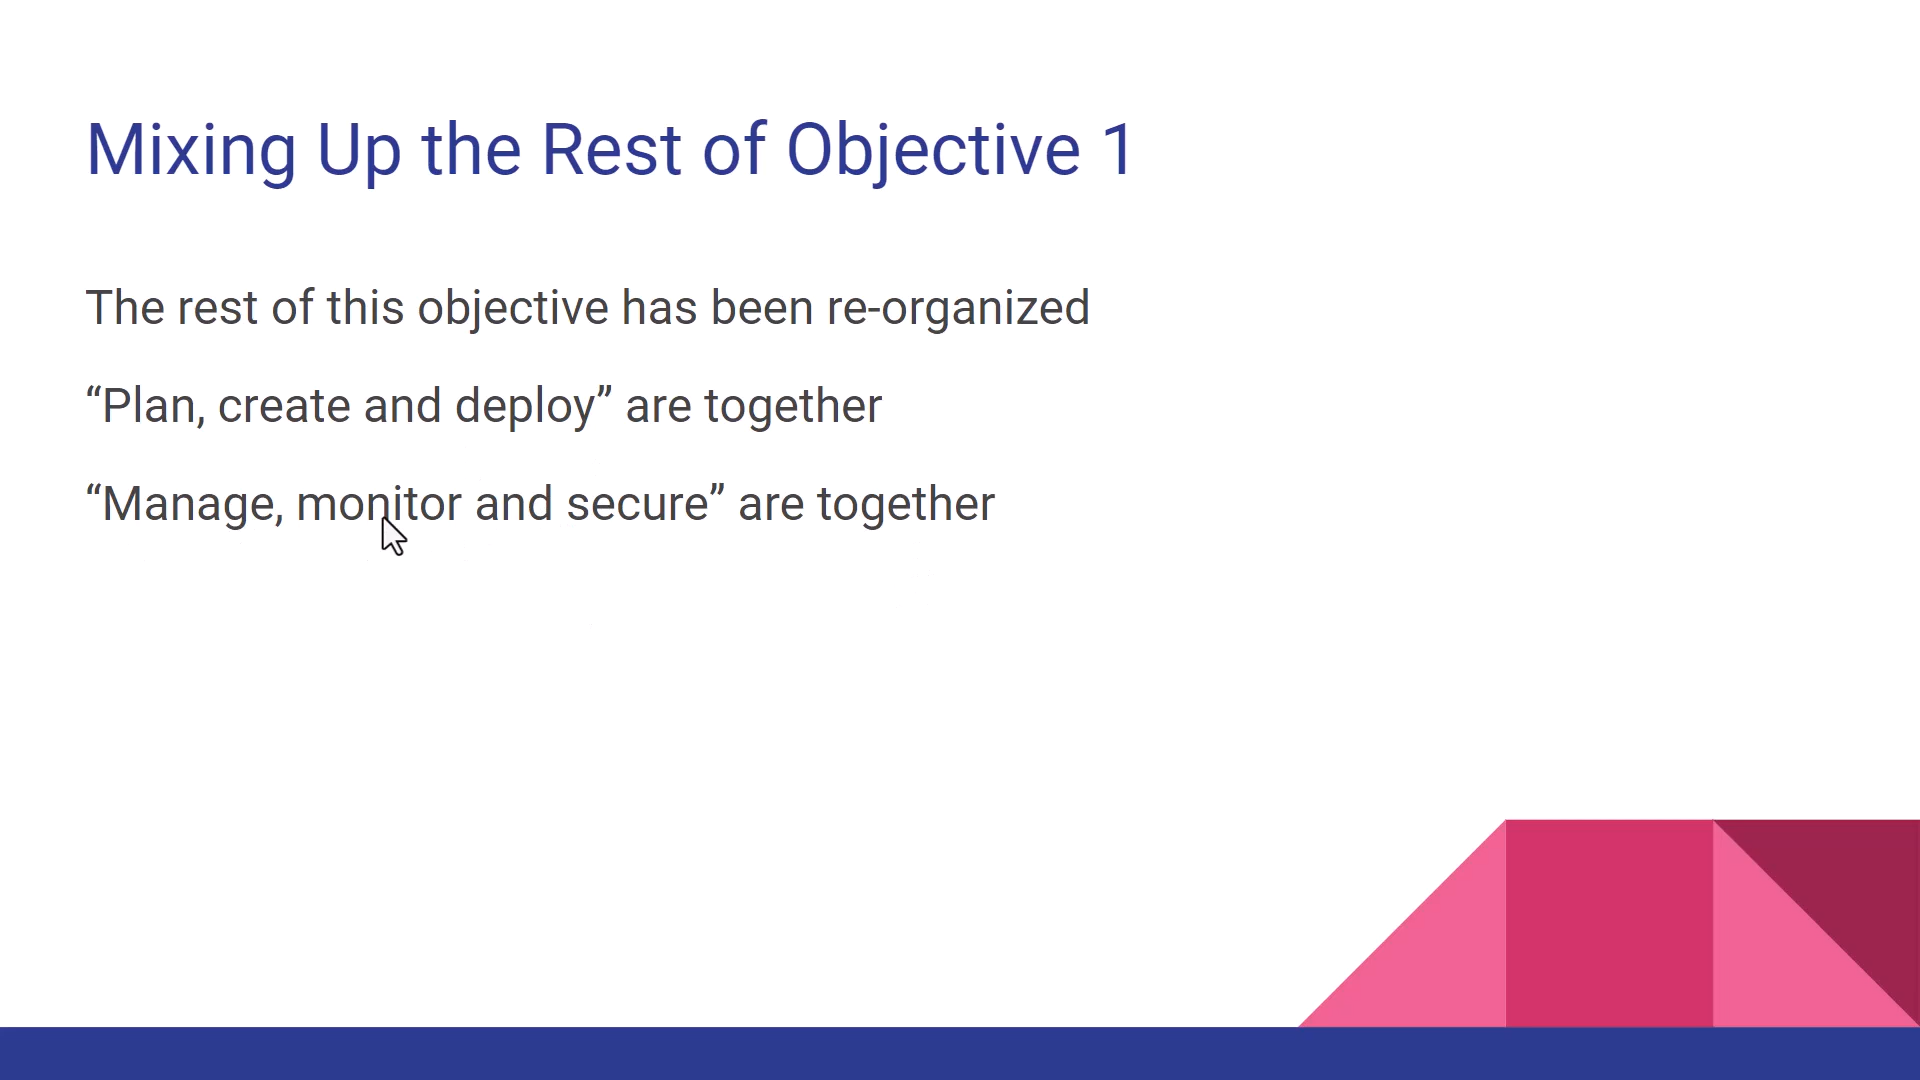 Mixing Up the Rest of Objective 1
The rest of this objective has been re-organized
“Plan, create and deploy” are together
“Manage, monitor and secure” are together